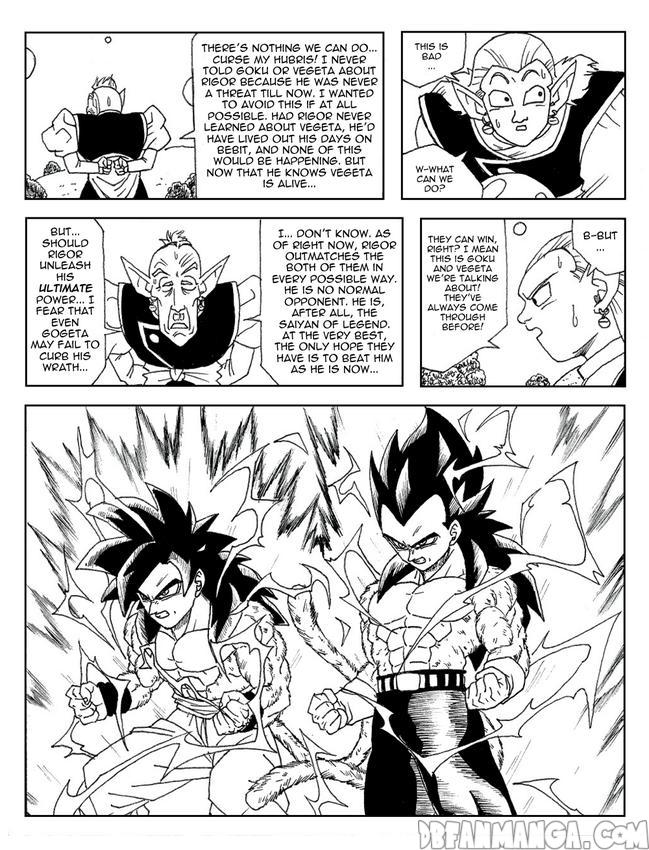 THIS IS
BAD
...
W-WHAT
CAN WE
DO?
THERE'S NOTHING WE CAN DO...
CURSE MY HUBRIS! I NEVER
TOLD GOKU OR VEGETA ABOUT
RIGOR BECAUSE HE WAS NEVER
A THREAT TILL NOW. I WANTED
TO AVOID THIS IF AT ALL
POSSIBLE. HAD RIGOR NEVER
LEARNED ABOUT VEGETA, HE'D
HAVE LIVED OUT HIS DAYS ON
BEBIT, AND NONE OF THIS
WOULD BE HAPPENING. BUT
NOW THAT HE KNOWS VEGETA
IS ALIVE...
B-BUT
...
THEY CAN WIN,
RIGHT? I MEAN
THIS IS GOKU
AND VEGETA
WE'RE TALKING
ABOUT!
THEY'VE
ALWAYS COME
THROUGH
BEFORE!
I... DON'T KNOW. AS
OF RIGHT NOW, RIGOR
OUTMATCHES THE
BOTH OF THEM IN
EVERY POSSIBLE WAY.
HE IS NO NORMAL
OPPONENT. HE IS,
AFTER ALL, THE
SAIYAN OF LEGEND.
AT THE VERY BEST,
THE ONLY HOPE THEY
HAVE IS TO BEAT HIM
AS HE IS NOW...
BUT...
SHOULD
RIGOR
UNLEASH
HIS
ULTIMATE
POWER... I
FEAR THAT
EVEN
GOGETA
MAY FAIL TO
CURB HIS
WRATH...
DBFANMANGA.COM